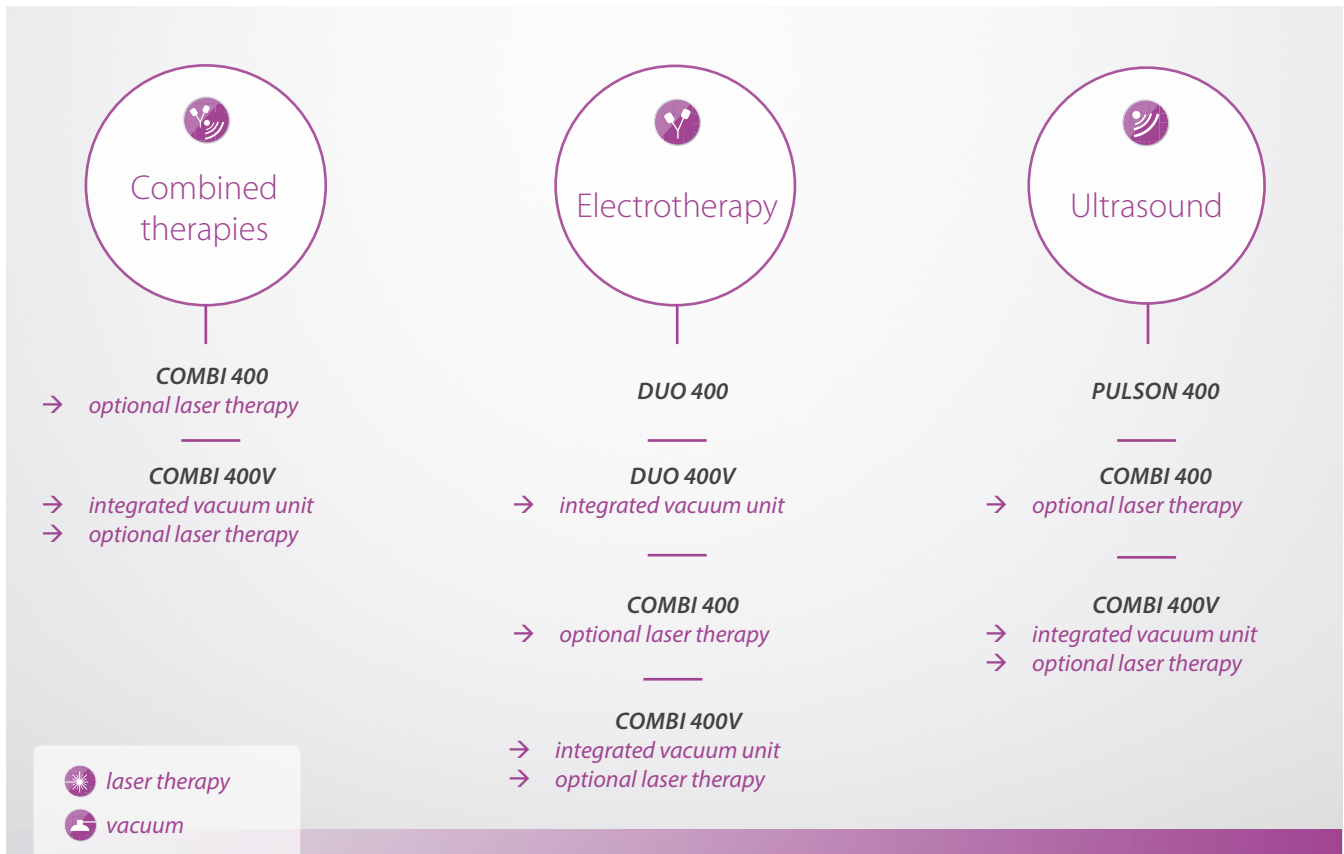 Combined
therapies
COMBI 400
→ optional laser therapy
COMBI 400V
→ integrated vacuum unit
→ optional laser therapy
Electrotherapy
DUO 400
DUO 400V
→ integrated vacuum unit
COMBI 400
→ optional laser therapy
COMBI 400V
→ integrated vacuum unit
→ optional laser therapy
Ultrasound
PULSON 400
COMBI 400
→ optional laser therapy
COMBI 400V
→ integrated vacuum unit
→ optional laser therapy
laser therapy
vacuum